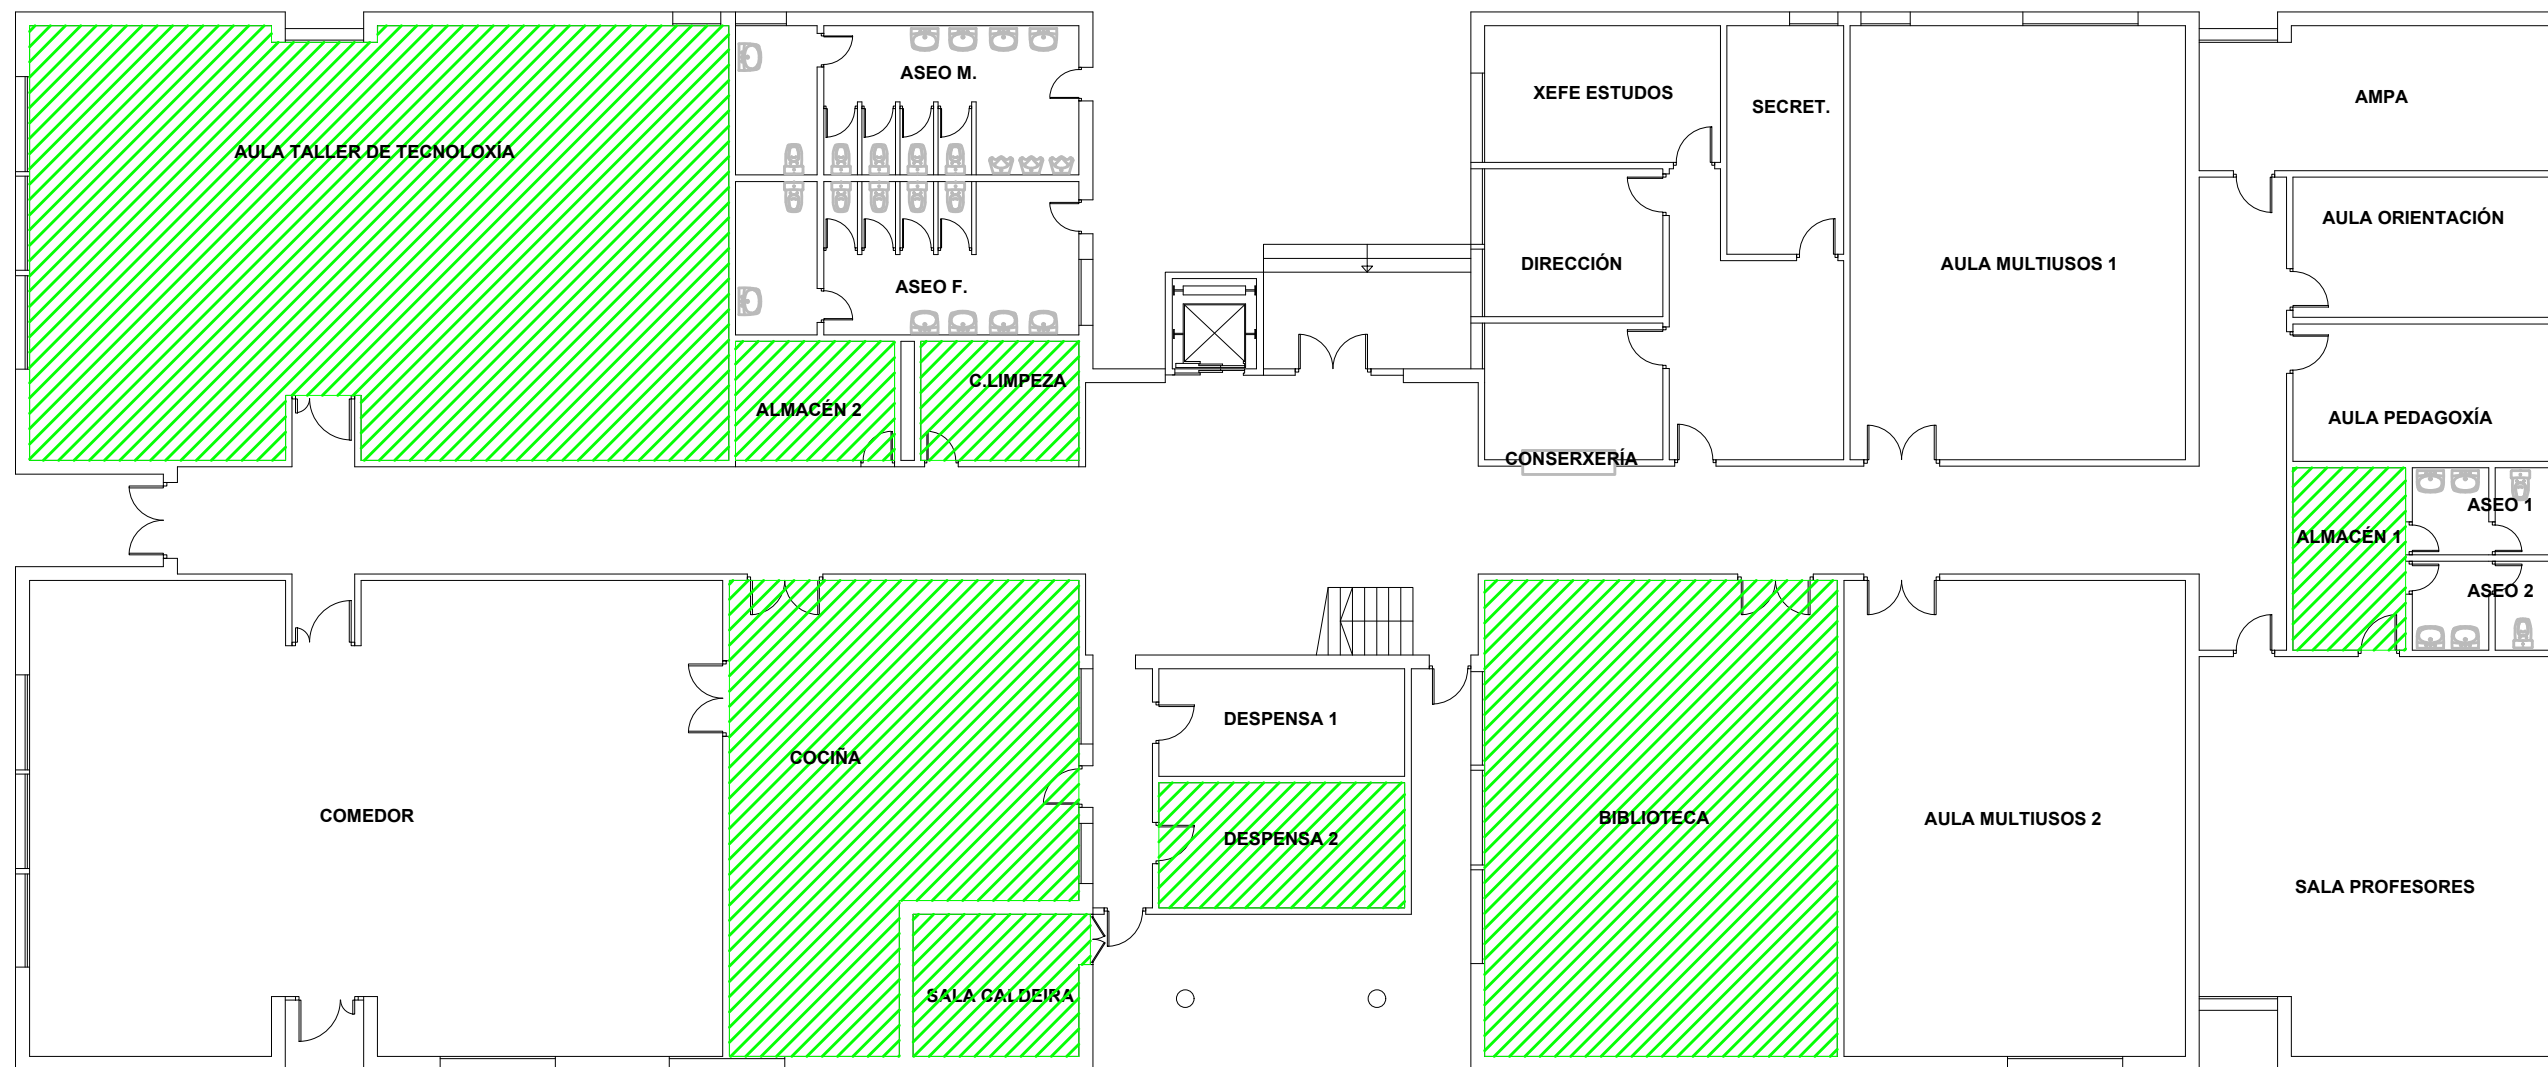 ASEO M.
XEFE ESTUDOS
SECRET.
AMPA
AULA TALLER DE TECNOLOXÍA
AULA ORIENTACIÓN
DIRECCIÓN
AULA MULTIUSOS 1
ASEO F.
C.LIMPEZA
ALMACÉN 2
AULA PEDAGOXÍA
CONSERXERÍA
ASEO 1
ALMACÉN 1
ASEO 2
DESPENSA 1
COCIÑA
COMEDOR
BIBLIOTECA
AULA MULTIUSOS 2
DESPENSA 2
SALA PROFESORES
SALA CALDEIRA